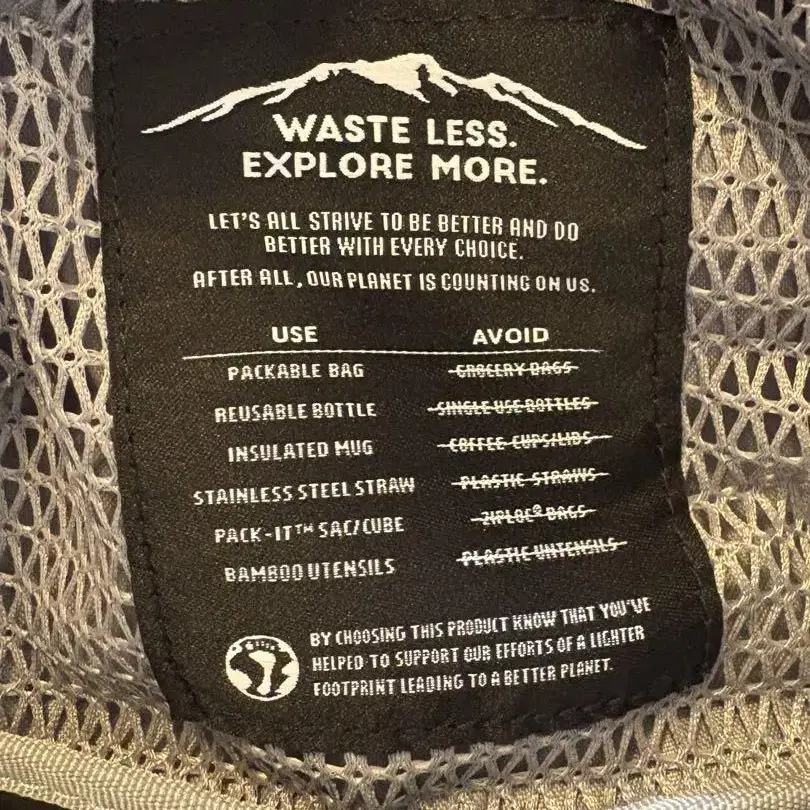 WASTE LESS.
EXPLORE MORE.
LET'S ALL STRIVE TO BE BETTER AND DO
BETTER WITH EVERY CHOICE.
AFTER ALL, OUR PLANET IS COUNTING ON US.
USE AVOID
PACKABLE BAG GROCERY BAGS
REUSABLE BOTTLE SINGLE USE BOTTLES
INSULATED MUG COFFEE CUPS/LIDS
STAINLESS STEEL STRAW PLASTIC STRAWS
PACK-IT™ SAC/CUBE ZIPLOC® BAGS
BAMBOO UTENSILS PLASTIC UNTENSILS
BY CHOOSING THIS PRODUCT KNOW THAT YOU'VE
HELPED TO SUPPORT OUR EFFORTS OF A LIGHTER
FOOTPRINT LEADING TO A BETTER PLANET.